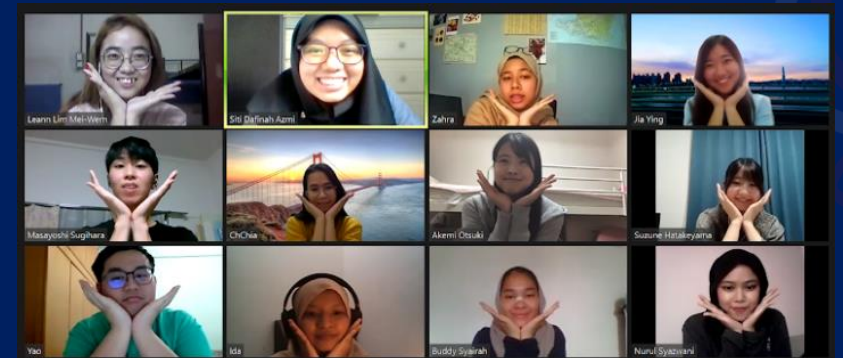 Leann Lim Mei-Wern
Siti Dafinah Azmi
Zahra
Jia Ying
Masayoshi Sugihara
ChChia
Akemi Otsuki
Suzune Hatakeyama
Yao
Ida
Buddy Syairah
Nurul Syazwani